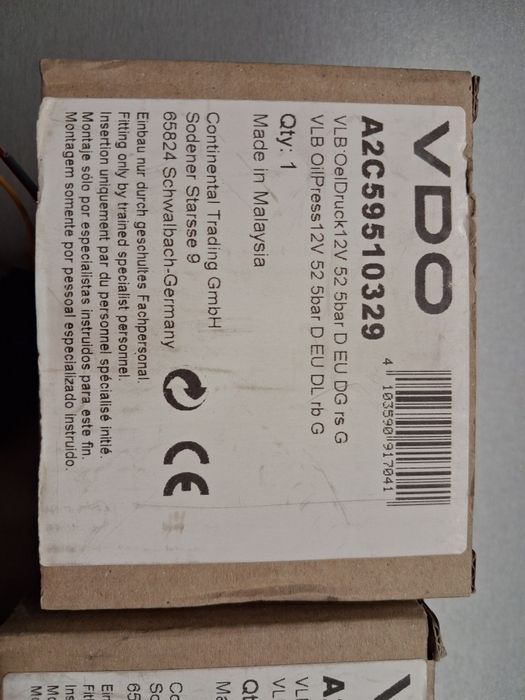 VDO
A2C59510329
VLB OelDruck12V 52 5bar D EU DG rs G
VLB OilPress12V 52 5bar D EU DL rb G
Qty: 1
Made in Malaysia
4 103590 917041
Continental Trading GmbH
Sodener Starsse 9
65824 Schwalbach-Germany
CE
Einbau nur durch geschultes Fachpersonal.
Fitting only by trained specialist personnel.
Insertion uniquement par du personnel spécialisé initié.
Montaje sólo por especialistas instruidos para este fin.
Montagem somente por pessoal especializado instruido.